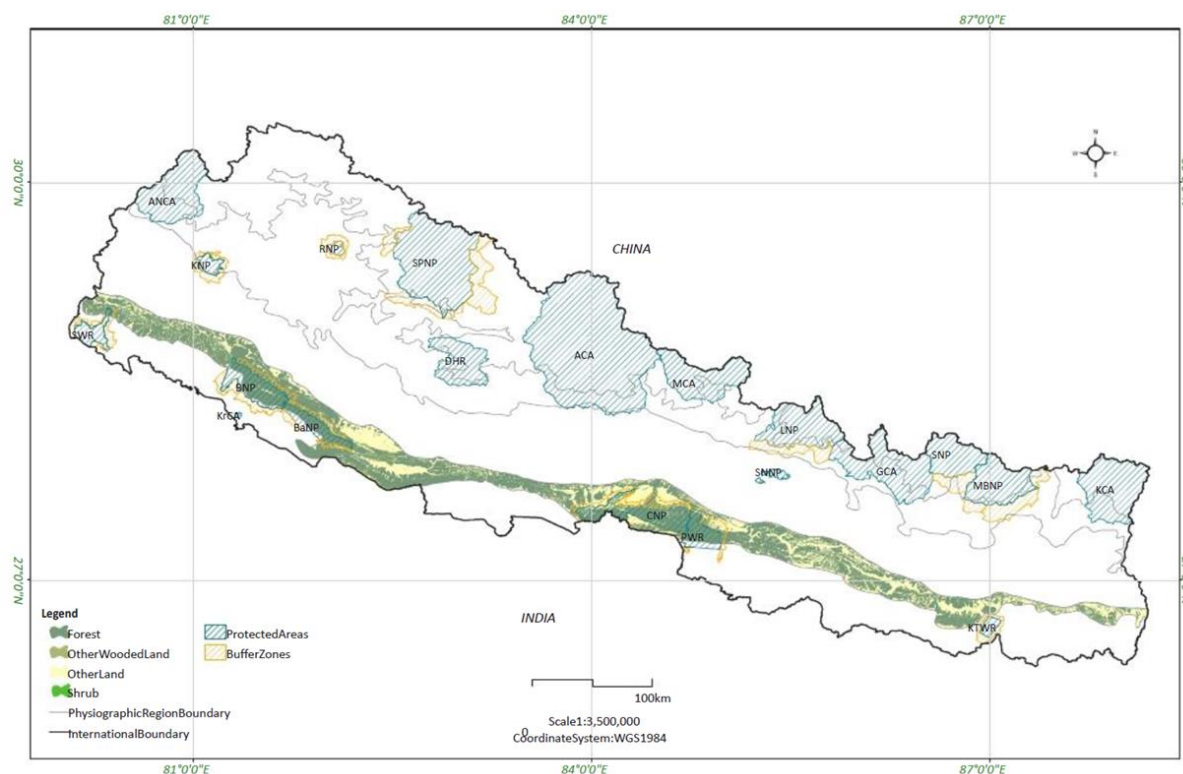 81°0'0"E
84°0'0"E
87°0'0"E
30°0'0"N
N
W
E
S
ANCA
CHINA
RNP
KNP
SPNP
SWR
DHR
ACA
MCA
BNP
KrCA
BaNP
LNP
SNP
GCA
SNNP
MBNP
KCA
CNP
PWR
27°0'0"N
INDIA
KTWR
Legend
Forest
OtherWoodedLand
OtherLand
Shrub
PhysiographicRegionBoundary
InternationalBoundary
ProtectedAreas
BufferZones
100km
Scale1:3,500,000
0
CoordinateSystem:WGS1984
81°0'0"E
84°0'0"E
87°0'0"E